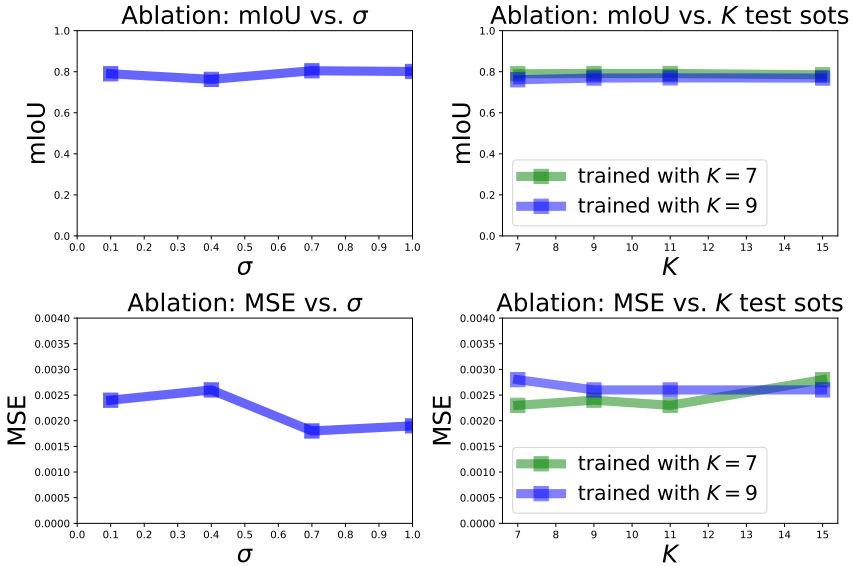 Ablation: mIoU vs. σ
mIoU
1.0
0.8
0.6
0.4
0.2
0.0
0.0 0.1 0.2 0.3 0.4 0.5 0.6 0.7 0.8 0.9 1.0
σ
Ablation: mIoU vs. K test sots
mIoU
1.0
0.8
0.6
0.4
0.2
0.0
trained with K = 7
trained with K = 9
7 8 9 10 11 12 13 14 15
K
Ablation: MSE vs. σ
MSE
0.0040
0.0035
0.0030
0.0025
0.0020
0.0015
0.0010
0.0005
0.0000
0.0 0.1 0.2 0.3 0.4 0.5 0.6 0.7 0.8 0.9 1.0
σ
Ablation: MSE vs. K test sots
MSE
0.0040
0.0035
0.0030
0.0025
0.0020
0.0015
0.0010
0.0005
0.0000
trained with K = 7
trained with K = 9
7 8 9 10 11 12 13 14 15
K